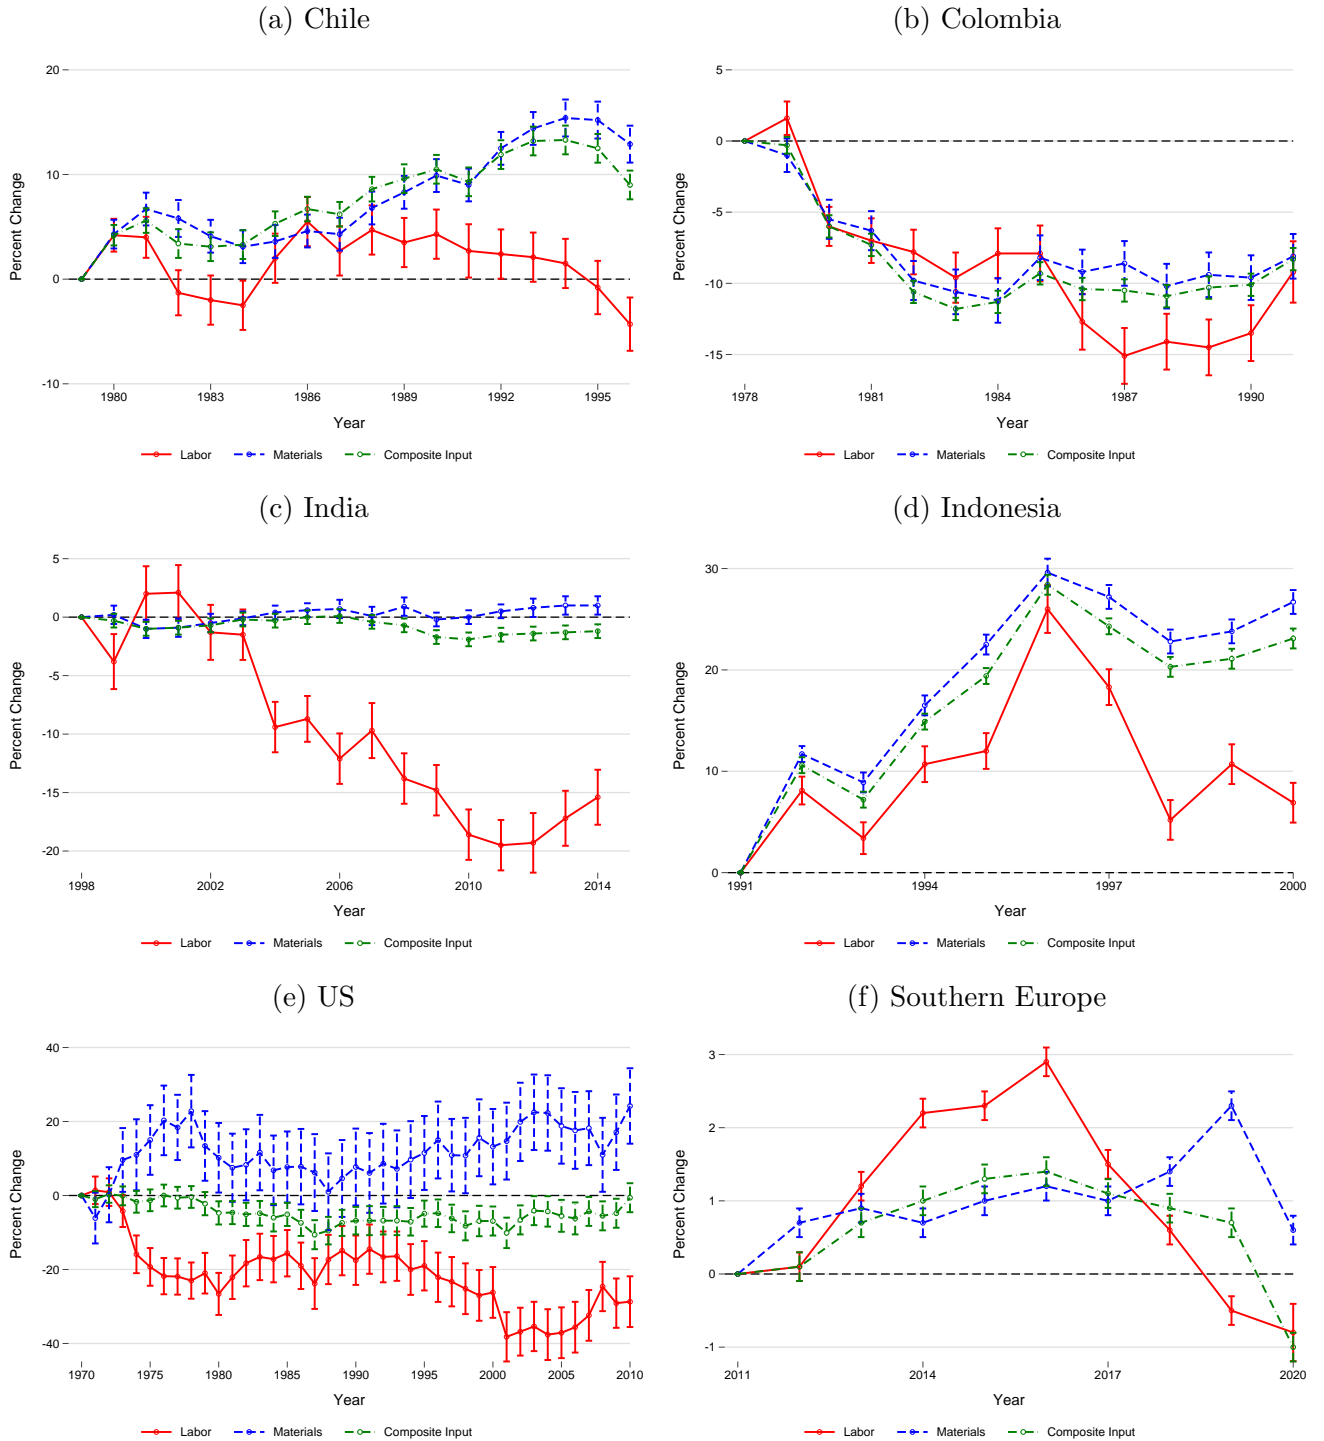 (a) Chile
20
10
0
-10
Percent Change
1980 1983 1986 1989 1992 1995
Year
Labor Materials Composite Input
(b) Colombia
5
0
-5
-10
-15
Percent Change
1978 1981 1984 1987 1990
Year
Labor Materials Composite Input
(c) India
5
0
-5
-10
-15
-20
Percent Change
1998 2002 2006 2010 2014
Year
Labor Materials Composite Input
(d) Indonesia
30
20
10
0
Percent Change
1991 1994 1997 2000
Year
Labor Materials Composite Input
(e) US
40
20
0
-20
-40
Percent Change
1970 1975 1980 1985 1990 1995 2000 2005 2010
Year
Labor Materials Composite Input
(f) Southern Europe
3
2
1
0
-1
Percent Change
2011 2014 2017 2020
Year
Labor Materials Composite Input